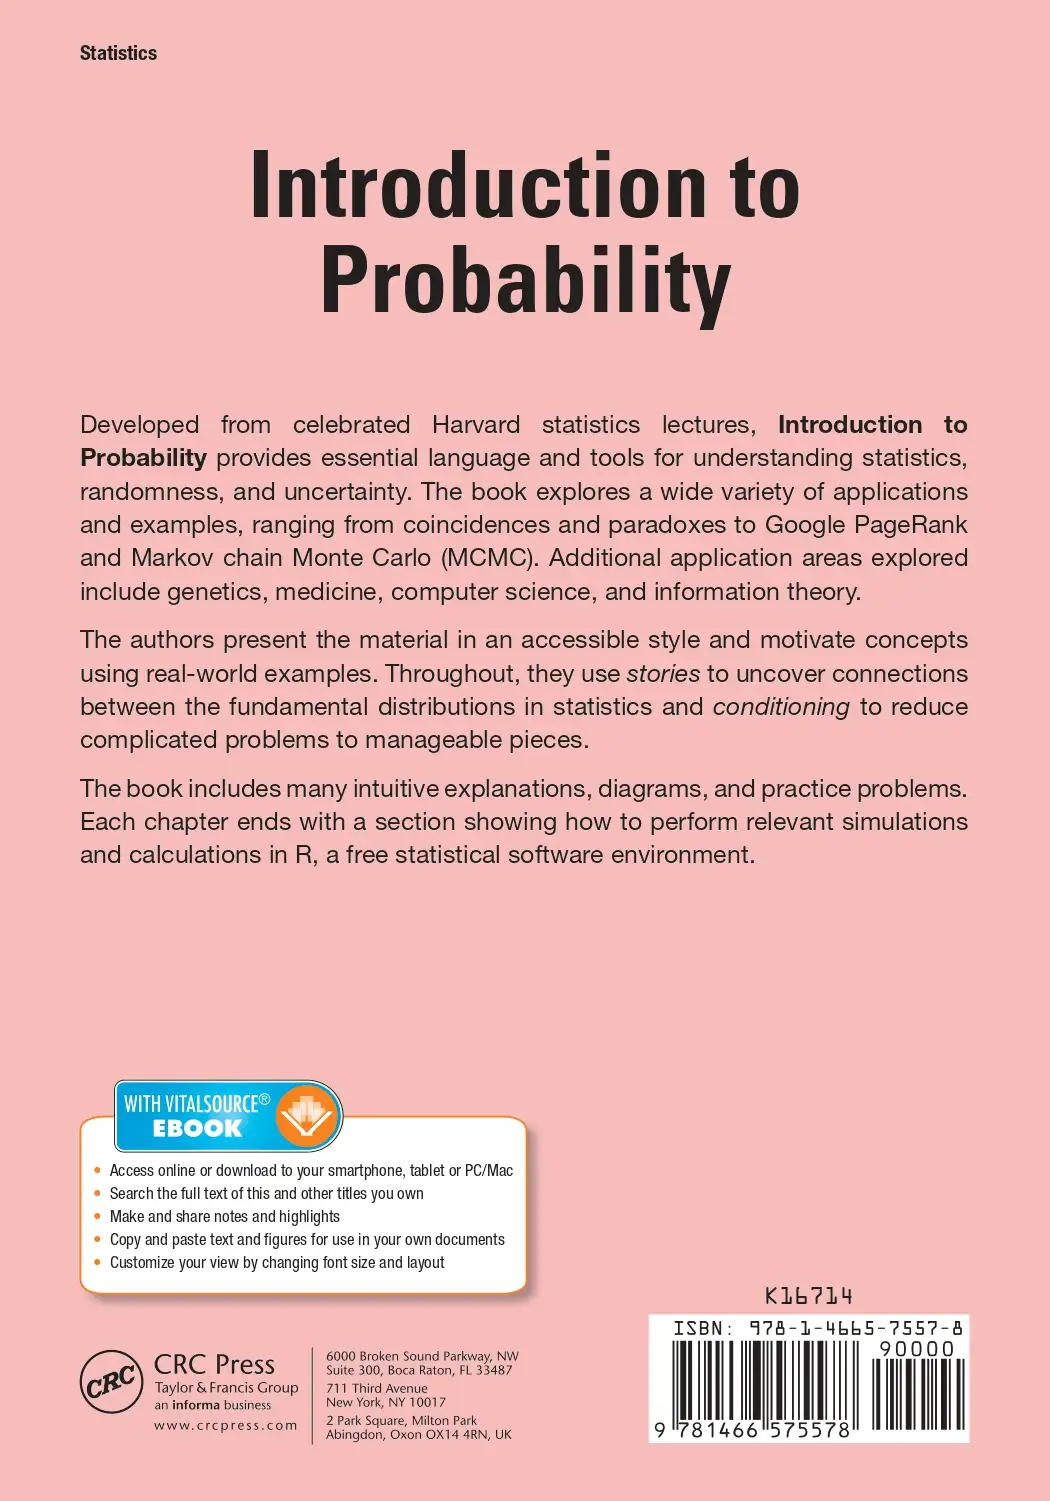 Statistics
Introduction to
Probability
Developed from celebrated Harvard statistics lectures, Introduction to
Probability provides essential language and tools for understanding statistics,
randomness, and uncertainty. The book explores a wide variety of applications
and examples, ranging from coincidences and paradoxes to Google PageRank
and Markov chain Monte Carlo (MCMC). Additional application areas explored
include genetics, medicine, computer science, and information theory.
The authors present the material in an accessible style and motivate concepts
using real-world examples. Throughout, they use stories to uncover connections
between the fundamental distributions in statistics and conditioning to reduce
complicated problems to manageable pieces.
The book includes many intuitive explanations, diagrams, and practice problems.
Each chapter ends with a section showing how to perform relevant simulations
and calculations in R, a free statistical software environment.
WITH VITALSOURCE®
EBOOK
• Access online or download to your smartphone, tablet or PC/Mac
• Search the full text of this and other titles you own
• Make and share notes and highlights
• Copy and paste text and figures for use in your own documents
• Customize your view by changing font size and layout
CRC
CRC Press
Taylor & Francis Group
an informa business
www.crcpress.com
6000 Broken Sound Parkway, NW
Suite 300, Boca Raton, FL 33487
711 Third Avenue
New York, NY 10017
2 Park Square, Milton Park
Abingdon, Oxon OX14 4RN, UK
K16714
ISBN: 978-1-4665-7557-8
90000
9 781466 575578